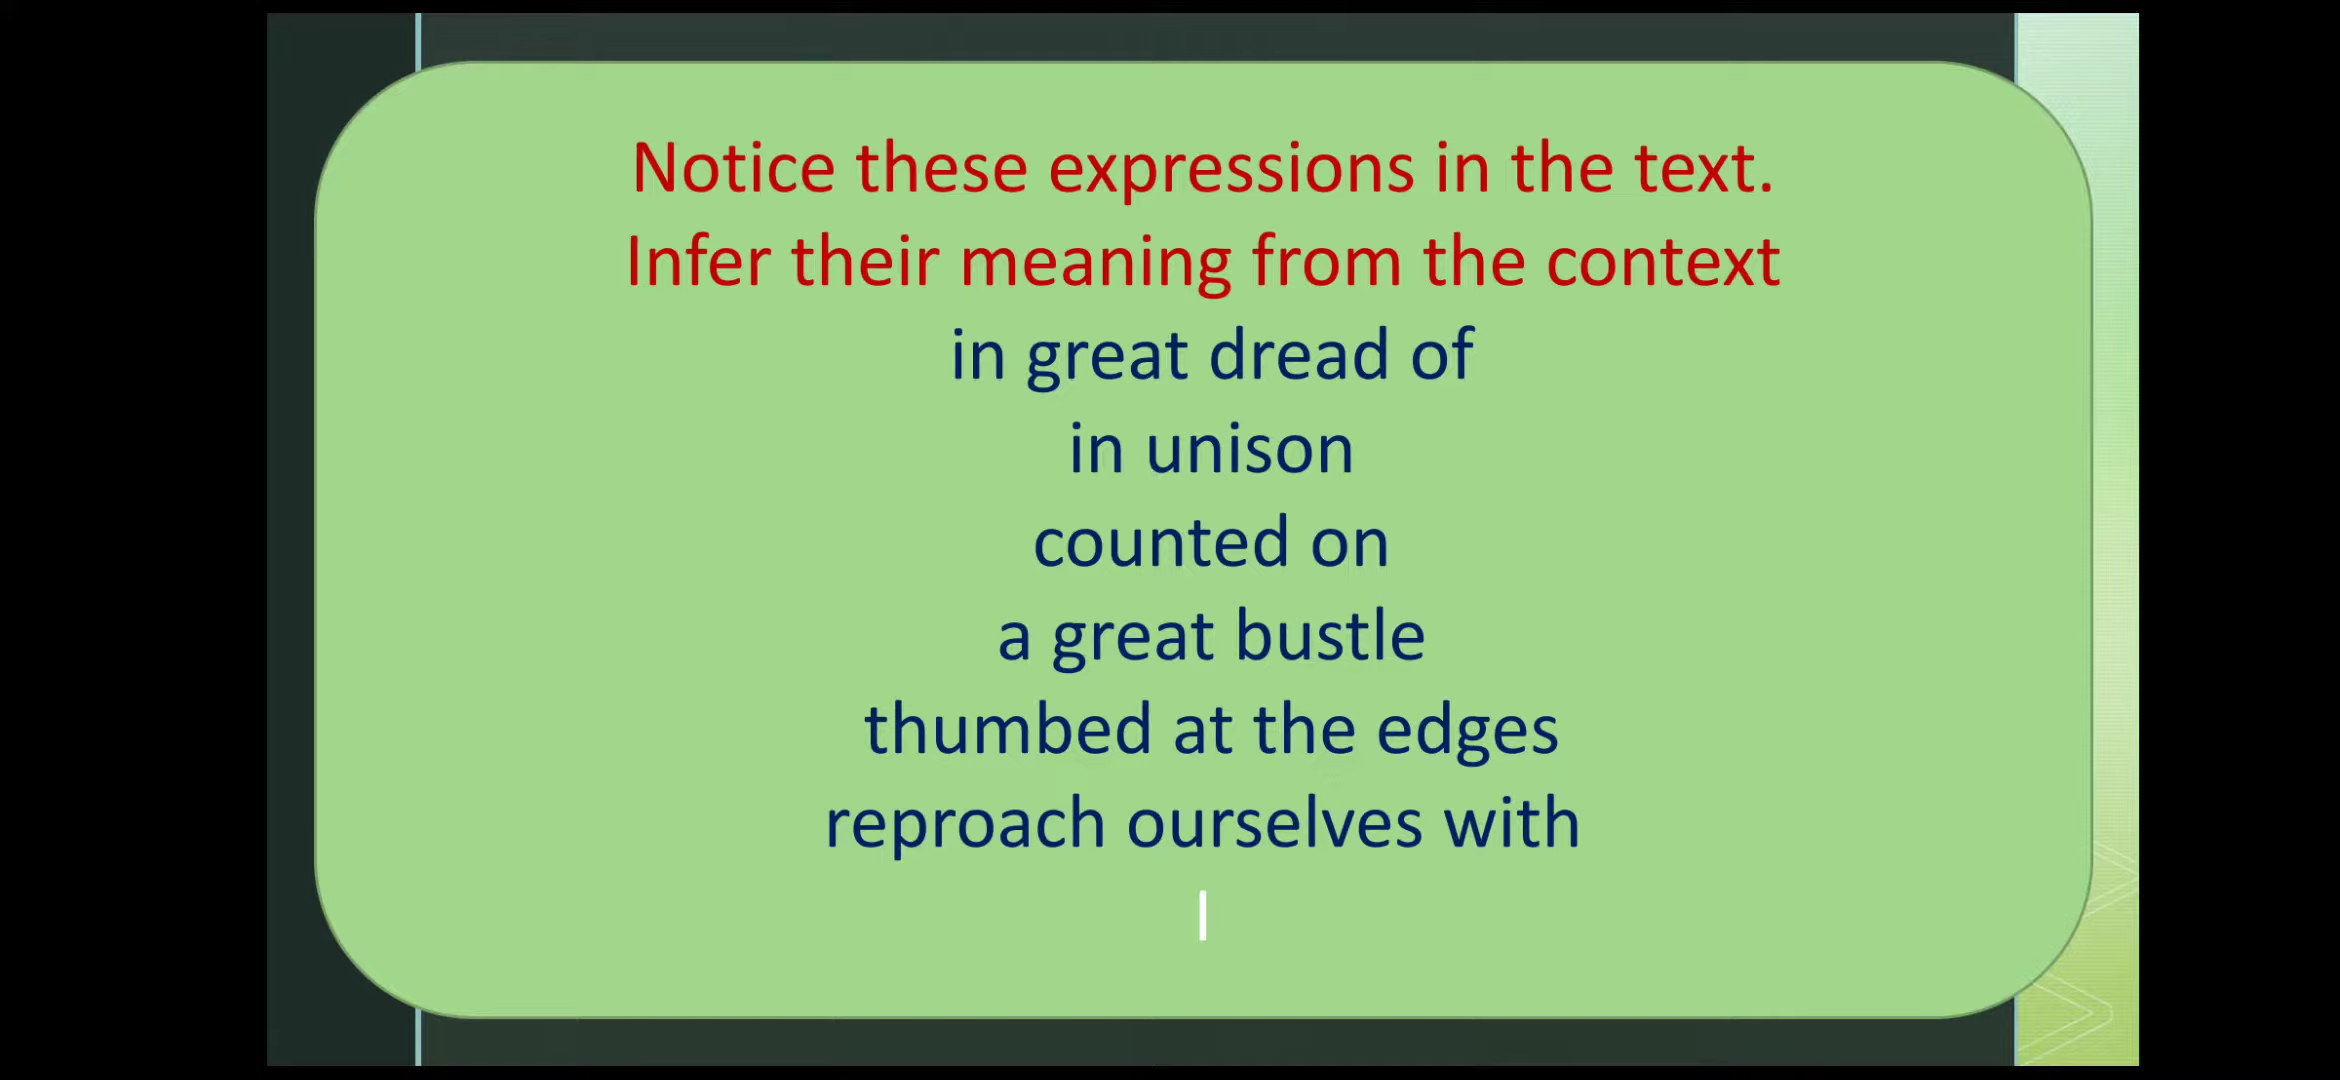 Notice these expressions in the text.
Infer their meaning from the context
in great dread of
in unison
counted on
a great bustle
thumbed at the edges
reproach ourselves with